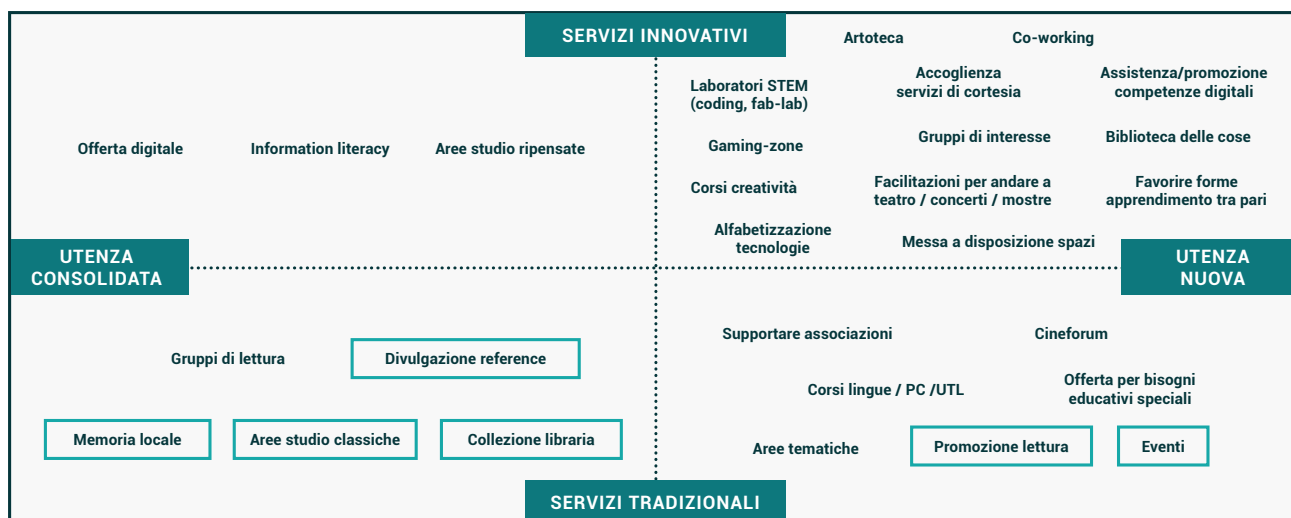 SERVIZI INNOVATIVI
Artoteca
Co-working
Laboratori STEM
(coding, fab-lab)
Accoglienza
servizi di cortesia
Assistenza/promozione
competenze digitali
Offerta digitale
Information literacy
Aree studio ripensate
Gaming-zone
Gruppi di interesse
Biblioteca delle cose
Corsi creatività
Facilitazioni per andare a
teatro / concerti / mostre
Favorire forme
apprendimento tra pari
Alfabetizzazione
tecnologie
Messa a disposizione spazi
UTENZA
CONSOLIDATA
UTENZA
NUOVA
Gruppi di lettura
Divulgazione reference
Supportare associazioni
Cineforum
Corsi lingue / PC /UTL
Offerta per bisogni
educativi speciali
Memoria locale
Aree studio classiche
Collezione libraria
Aree tematiche
Promozione lettura
Eventi
SERVIZI TRADIZIONALI